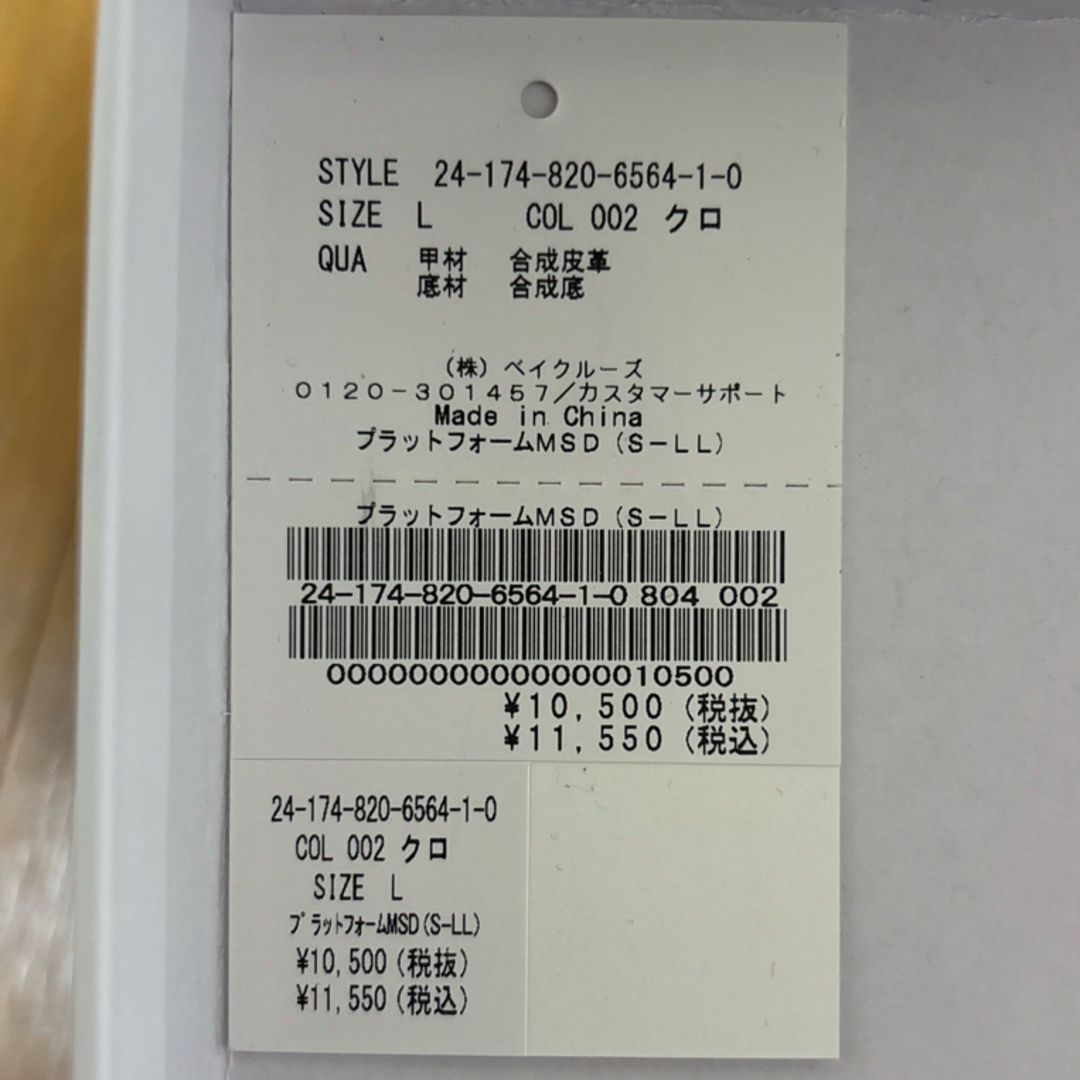 STYLE 24-174-820-6564-1-0
SIZE L COL 002 クロ
QUA 甲材 合成皮革
底材 合成底
(株)ベイクルーズ
0120-301457/カスタマーサポート
Made in China
プラットフォームMSD(S-LL)
プラットフォームMSD(S-LL)
24-174-820-6564-1-0 804 002
00000000000000010500
¥10,500(税抜)
¥11,550(税込)
24-174-820-6564-1-0
COL 002 クロ
SIZE L
プラットフォームMSD(S-LL)
¥10,500(税抜)
¥11,550(税込)